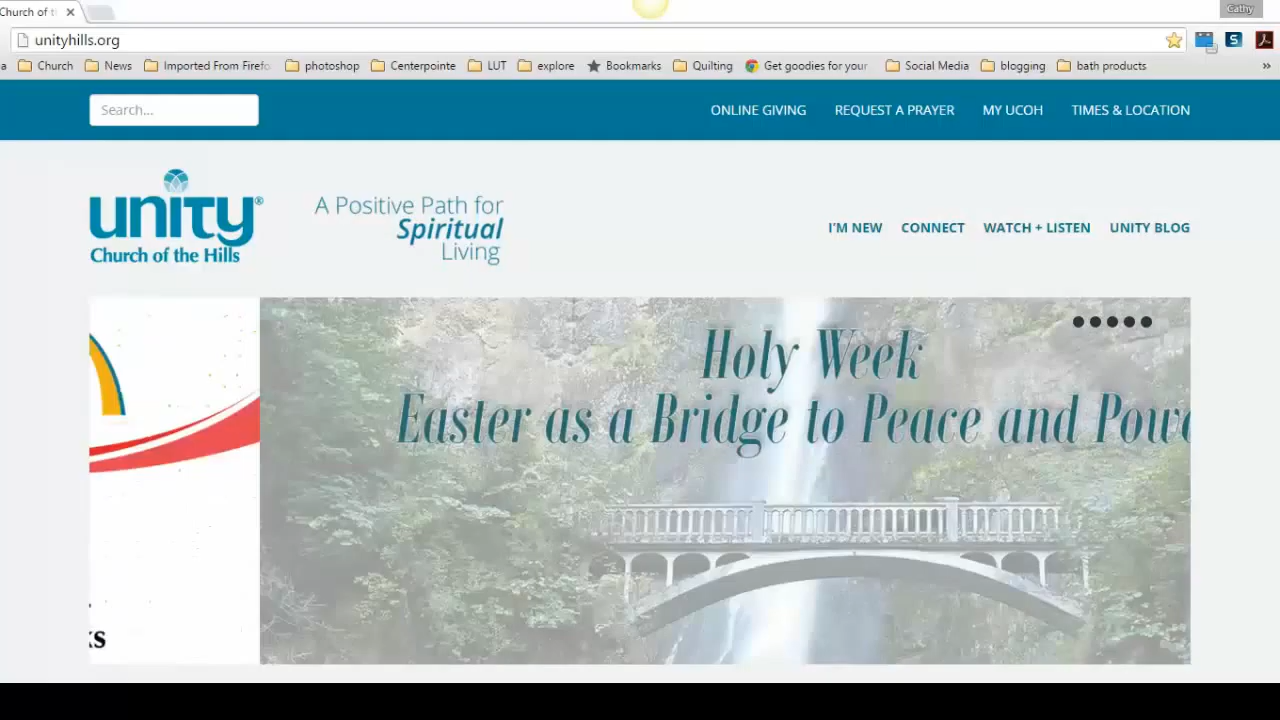 Church of t
Cathy
unityhills.org
a Church News Imported From Firefo photoshop Centerpointe LUT explore Bookmarks Quilting Get goodies for your Social Media blogging bath products »
Search...
ONLINE GIVING REQUEST A PRAYER MY UCOH TIMES & LOCATION
unity®
Church of the Hills
A Positive Path for
Spiritual
Living
I'M NEW CONNECT WATCH + LISTEN UNITY BLOG
Holy Week
Easter as a Bridge to Peace and Powe
ks